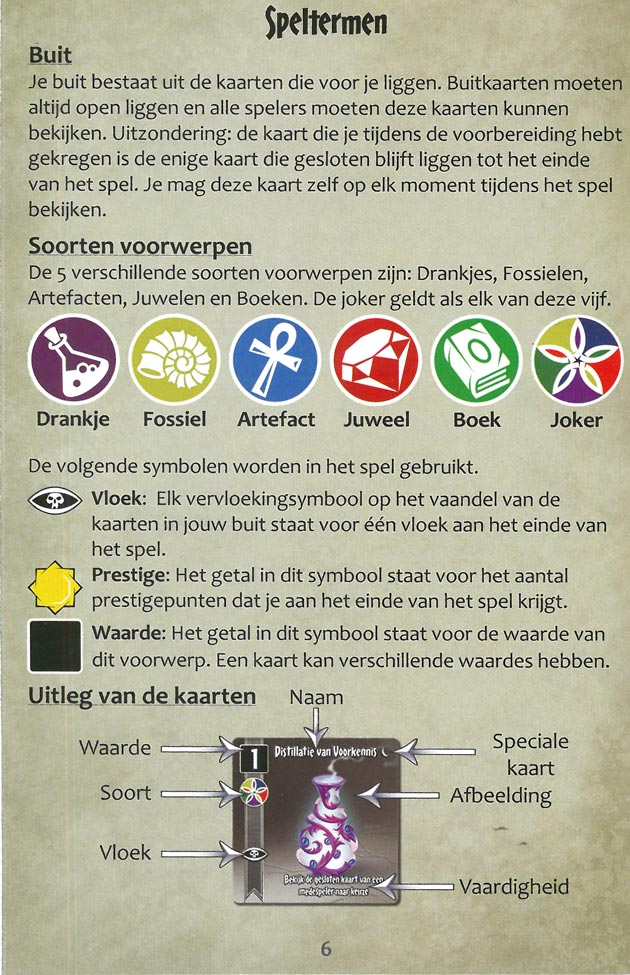 Speltermen
Buit
Je buit bestaat uit de kaarten die voor je liggen. Buitkaarten moeten
altijd open liggen en alle spelers moeten deze kaarten kunnen
bekijken. Uitzondering: de kaart die je tijdens de voorbereiding hebt
gekregen is de enige kaart die gesloten blijft liggen tot het einde
van het spel. Je mag deze kaart zelf op elk moment tijdens het spel
bekijken.
Soorten voorwerpen
De 5 verschillende soorten voorwerpen zijn: Drankjes, Fossielen,
Artefacten, Juwelen en Boeken. De joker geldt als elk van deze vijf.
Drankje Fossiel Artefact Juweel Boek Joker
De volgende symbolen worden in het spel gebruikt.
Vloek: Elk vervloekingsymbool op het vaandel van de
kaarten in jouw buit staat voor één vloek aan het einde van
het spel.
Prestige: Het getal in dit symbool staat voor het aantal
prestigepunten dat je aan het einde van het spel krijgt.
Waarde: Het getal in dit symbool staat voor de waarde van
dit voorwerp. Een kaart kan verschillende waardes hebben.
Uitleg van de kaarten
Naam
Waarde
Soort
Vloek
1
Distillatie van Voorkennis
Bekijk de gesloten kaart van een
medespeler naar keuze
Speciale
kaart
Afbeelding
Vaardigheid
6